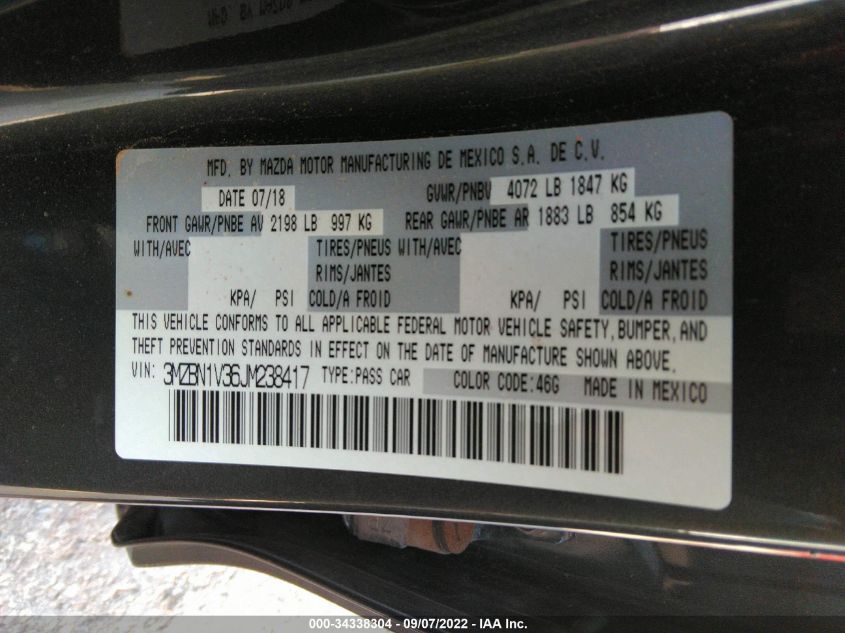 MFD. BY MAZDA MOTOR MANUFACTURING DE MEXICO S.A. DE C.V.
DATE 07/18 GVWR/PNBV 4072 LB 1847 KG
FRONT GAWR/PNBE AV 2198 LB 997 KG REAR GAWR/PNBE AR 1883 LB 854 KG
WITH/AVEC TIRES/PNEUS WITH/AVEC TIRES/PNEUS
RIMS/JANTES RIMS/JANTES
KPA/ PSI COLD/A FROID KPA/ PSI COLD/A FROID
THIS VEHICLE CONFORMS TO ALL APPLICABLE FEDERAL MOTOR VEHICLE SAFETY, BUMPER, AND
THEFT PREVENTION STANDARDS IN EFFECT ON THE DATE OF MANUFACTURE SHOWN ABOVE.
VIN: 3MZBN1V36JM238417 TYPE:PASS CAR COLOR CODE:46G MADE IN MEXICO
000-34338304 - 09/07/2022 - IAA Inc.